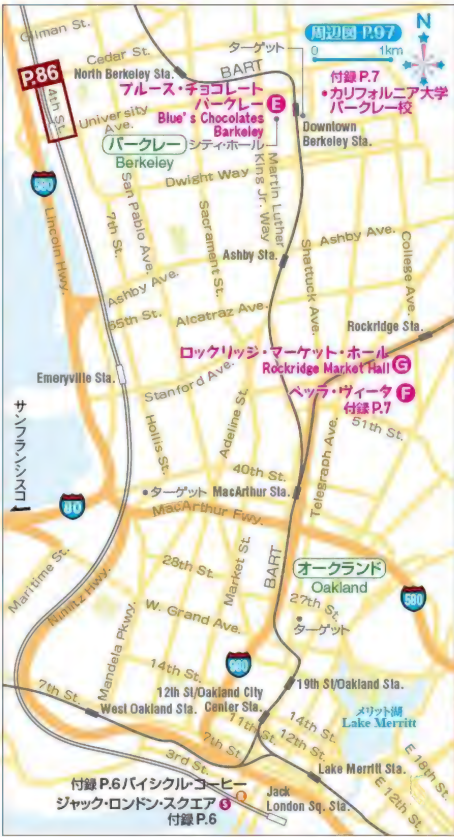 Gilman St.
周辺図 P.97
N
0 1km
ターゲット
Cedar St.
BART
North Berkeley Sta.
P.86
4th St.
付録 P.7
•カリフォルニア大学
バークレー校
ブルース・チョコレート
バークレー
Blue's Chocolates
Barkeley
E
University
Ave.
Downtown
Berkeley Sta.
バークレー
Berkeley
シティ・ホール
580
Lincoln Hwy.
Dwight Way
San Pablo Ave.
7th St.
Sacrament St.
Martin Luther
King Jr. Way
Ashby Ave.
Ashby Sta.
Shattuck Ave.
College Ave.
Ashby Ave.
65th St.
Alcatraz Ave.
Rockridge Sta.
ロックリッジ・マーケット・ホール
Rockridge Market Hall
G
Emeryville Sta.
Stanford Ave.
ベッラ・ヴィータ
F
付録 P.7
Hollis St.
Adeline St.
51th St.
サンフランシスコ
Telegraph Ave.
40th St.
•ターゲット
MacArthur Sta.
80
MacArthur Fwy.
Maritime St.
Nimitz Hwy.
28th St.
Market St.
BART
オークランド
Oakland
580
27th St.
ターゲット
W. Grand Ave.
Mandela Pkwy.
980
14th St.
12th St/Oakland City
Center Sta.
19th St/Oakland Sta.
メリット湖
Lake Merritt
7th St.
West Oakland Sta.
11th St.
14th St.
12th St.
7th St.
3rd St.
Lake Merritt Sta.
E 18th St.
E 12th St.
付録 P.6 バイシクル・コーヒー
ジャック・ロンドン・スクエア
S
付録 P.6
Jack
London Sq. Sta.